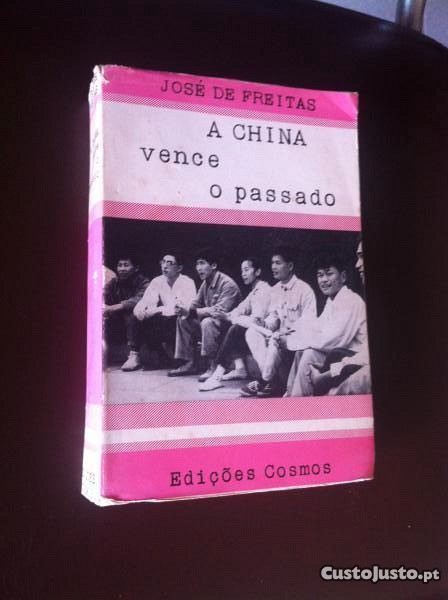 JOSÉ DE FREITAS
A CHINA
vence
o passado
Edições Cosmos
CustoJusto.pt